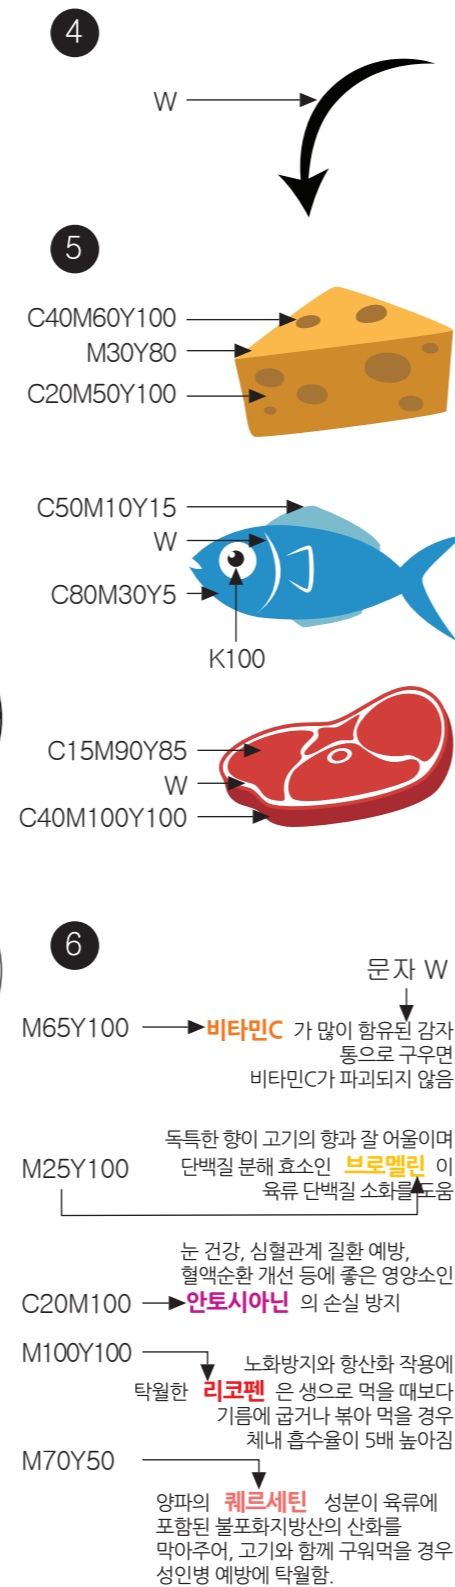 4
W
5
C40M60Y100
M30Y80
C20M50Y100
C50M10Y15
W
C80M30Y5
K100
C15M90Y85
W
C40M100Y100
6
문자 W
M65Y100
비타민C 가 많이 함유된 감자
통으로 구우면
비타민C가 파괴되지 않음
독특한 향이 고기의 향과 잘 어울이며
M25Y100
단백질 분해 효소인 브로멜린 이
육류 단백질 소화를 도움
눈 건강, 심혈관계 질환 예방,
혈액순환 개선 등에 좋은 영양소인
C20M100
안토시아닌 의 손실 방지
M100Y100
노화방지와 항산화 작용에
탁월한 리코펜 은 생으로 먹을 때보다
기름에 굽거나 볶아 먹을 경우
체내 흡수율이 5배 높아짐
M70Y50
양파의 퀘르세틴 성분이 육류에
포함된 불포화지방산의 산화를
막아주어, 고기와 함께 구워먹을 경우
성인병 예방에 탁월함.